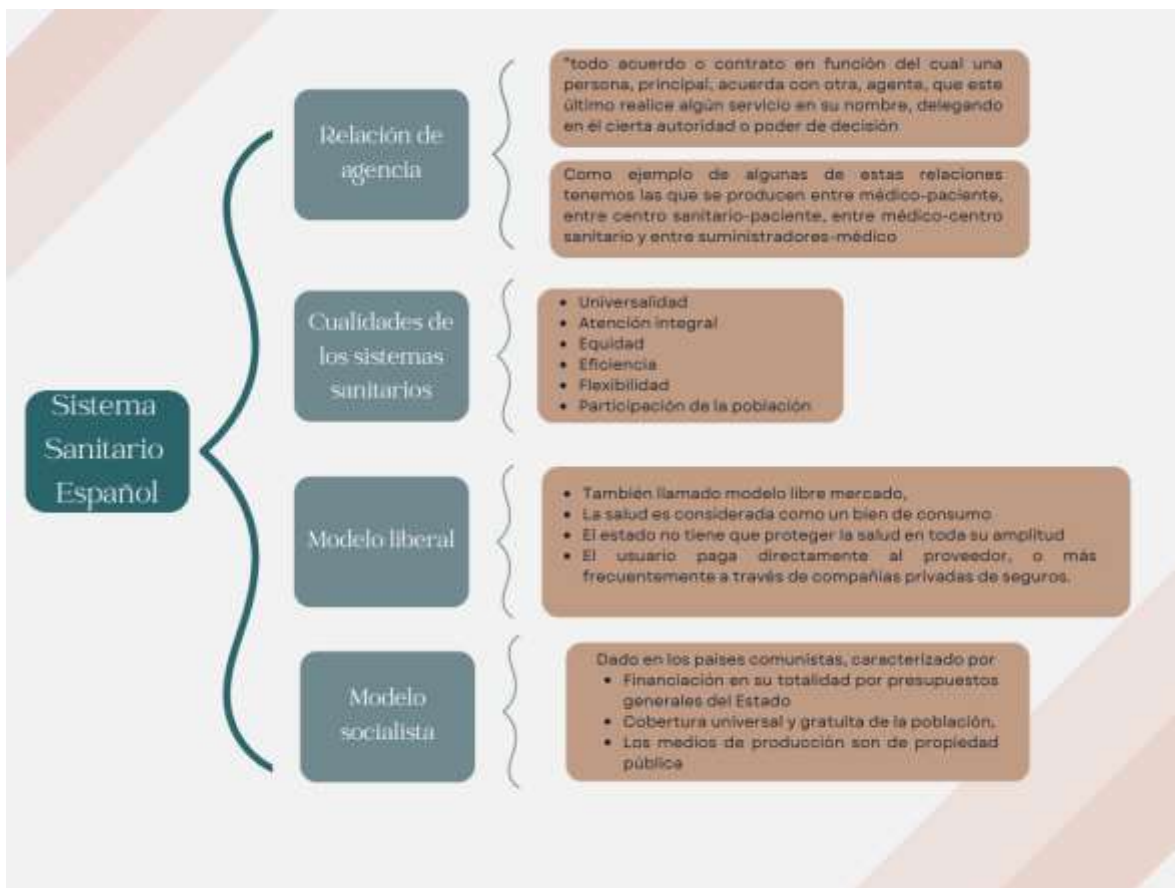 Sistema
Sanitario
Español
Relación de
agencia
"todo acuerdo o contrato en función del cual una
persona, principal, acuerda con otra, agente, que este
último realice algún servicio en su nombre, delegando
en él cierta autoridad o poder de decisión
Como ejemplo de algunas de estas relaciones
tenemos las que se producen entre médico-paciente,
entre centro sanitario-paciente, entre médico-centro
sanitario y entre suministradores-médico
Cualidades de
los sistemas
sanitarios
• Universalidad
• Atención integral
• Equidad
• Eficiencia
• Flexibilidad
• Participación de la población
Modelo liberal
• También llamado modelo libre mercado,
• La salud es considerada como un bien de consumo
• El estado no tiene que proteger la salud en toda su amplitud
• El usuario paga directamente al proveedor, o más
frecuentemente a través de compañías privadas de seguros.
Modelo
socialista
Dado en los países comunistas, caracterizado por
• Financiación en su totalidad por presupuestos
generales del Estado
• Cobertura universal y gratuita de la población.
• Los medios de producción son de propiedad
pública